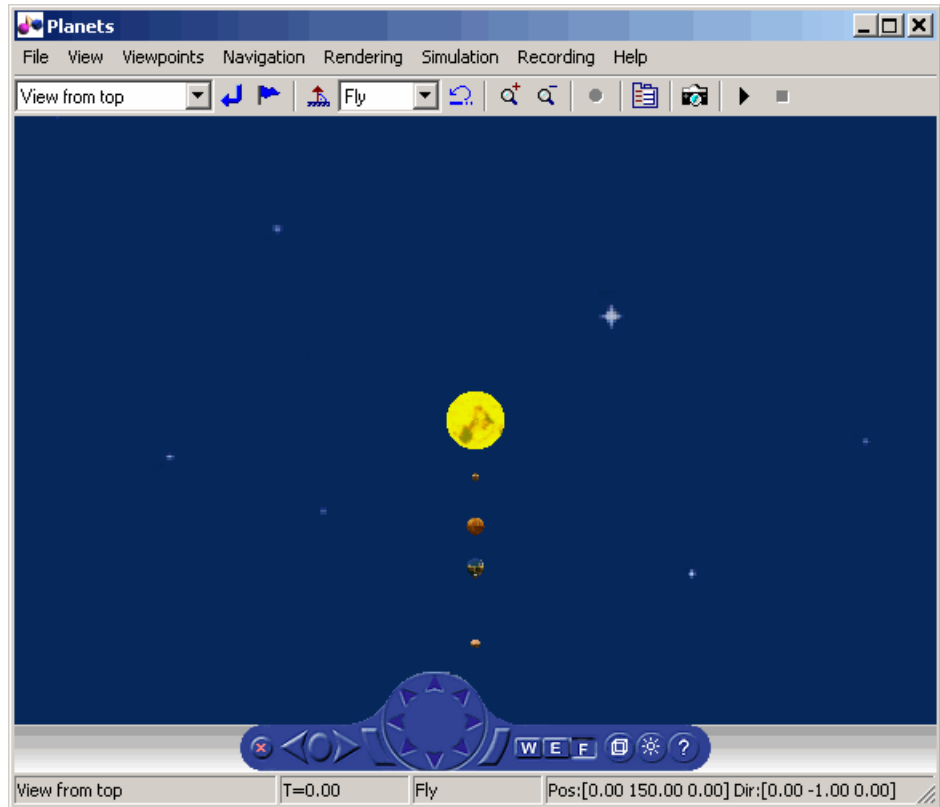 Planets
File View Viewpoints Navigation Rendering Simulation Recording Help
View from top Fly
W E F ?
View from top T=0.00 Fly Pos:[0.00 150.00 0.00] Dir:[0.00 -1.00 0.00]